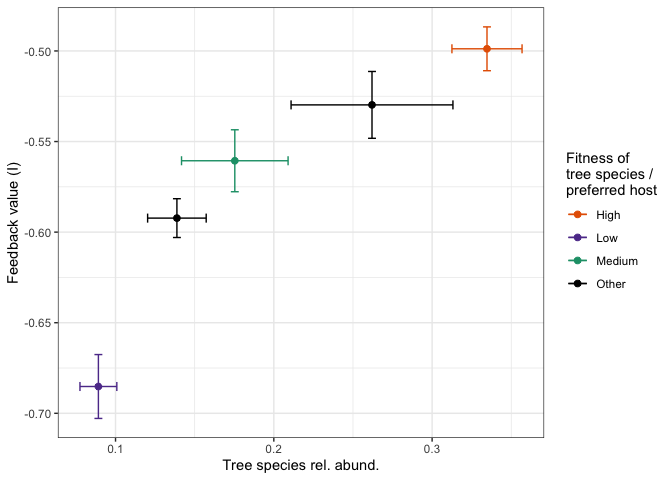 -0.50
-0.55
-0.60
-0.65
-0.70
Feedback value (I)
0.1
0.2
0.3
Tree species rel. abund.
Fitness of
tree species /
preferred host
High
Low
Medium
Other